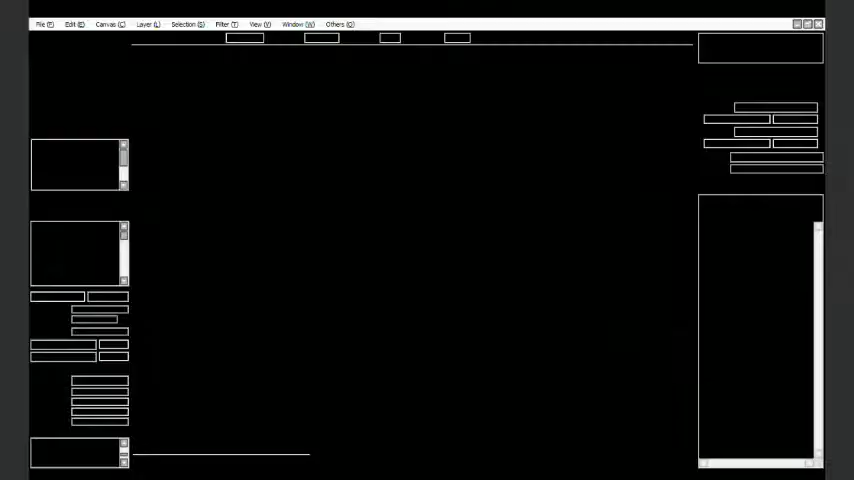 File (F) Edit (E) Canvas (C) Layer (L) Selection (S) Filter (T) View (V) Window (W) Others (O)